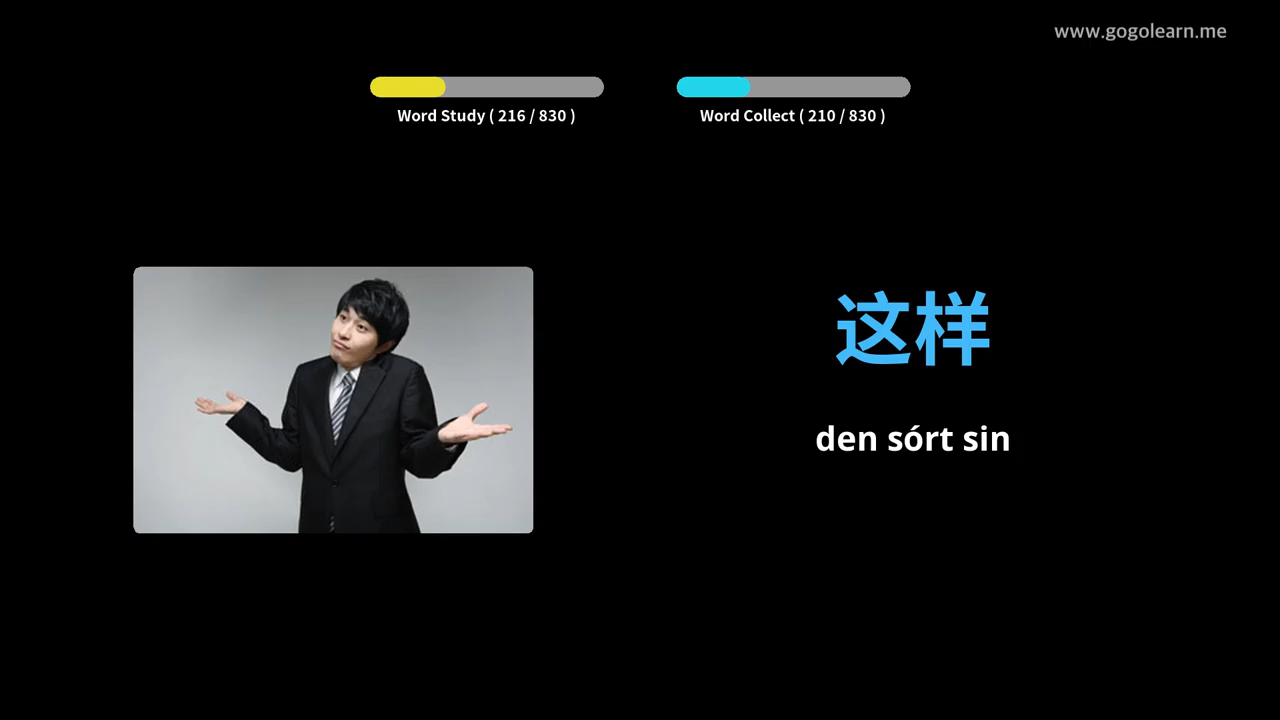 www.gogolearn.me
Word Study ( 216 / 830 )
Word Collect ( 210 / 830 )
这样
den sórt sin